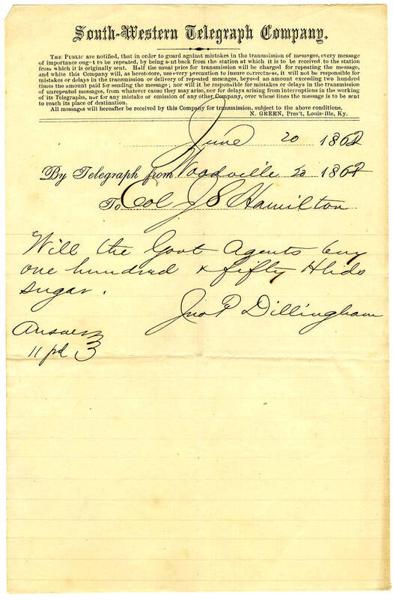 South-Western Telegraph Company.
THE PUBLIC are notified, that in order to guard against mistakes in the transmission of messages, every message
of importance ought to be repeated, by being sent back from the station at which it is to be received to the station
from which it is originally sent. Half the usual price for transmission will be charged for repeating the message,
and while this Company will, as heretofore, use every precaution to insure correctness, it will not be responsible for
mistakes or delays in the transmission or delivery of repeated messages, beyond an amount exceeding two hundred
times the amount paid for sending the message; nor will it be responsible for mistakes or delays in the transmission
of unrepeated messages, from whatever cause they may arise, nor for delays arising from interruptions in the working
of its Telegraphs, nor for any mistake or omission of any other Company, over whose lines the message is to be sent
to reach its place of destination.
All messages will hereafter be received by this Company for transmission, subject to the above conditions.
N. GREEN, Pres't, Louisville, Ky.
June 20 1862
By Telegraph from Woodville 20 1862
To Col J S Hamilton
Will the Govt Agents buy
one hundred & fifty Hhds
sugar.
Jno P Dillingham
Answer
11 pd